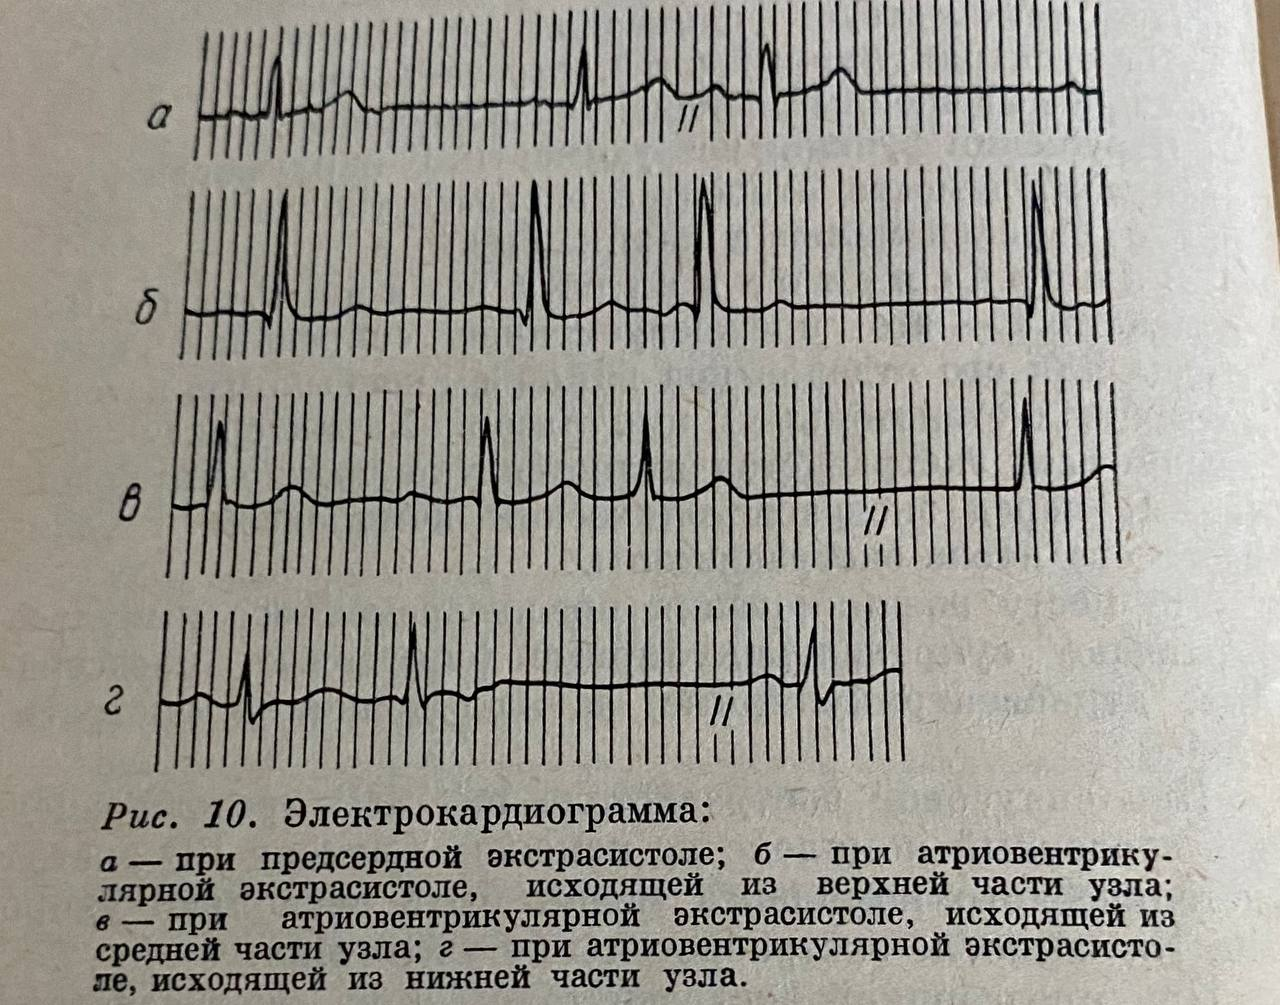 а
б
в
г
Рис. 10. Электрокардиограмма:
а — при предсердной экстрасистоле; б — при атриовентрику-
лярной экстрасистоле, исходящей из верхней части узла;
в — при атриовентрикулярной экстрасистоле, исходящей из
средней части узла; г — при атриовентрикулярной экстрасисто-
ле, исходящей из нижней части узла.